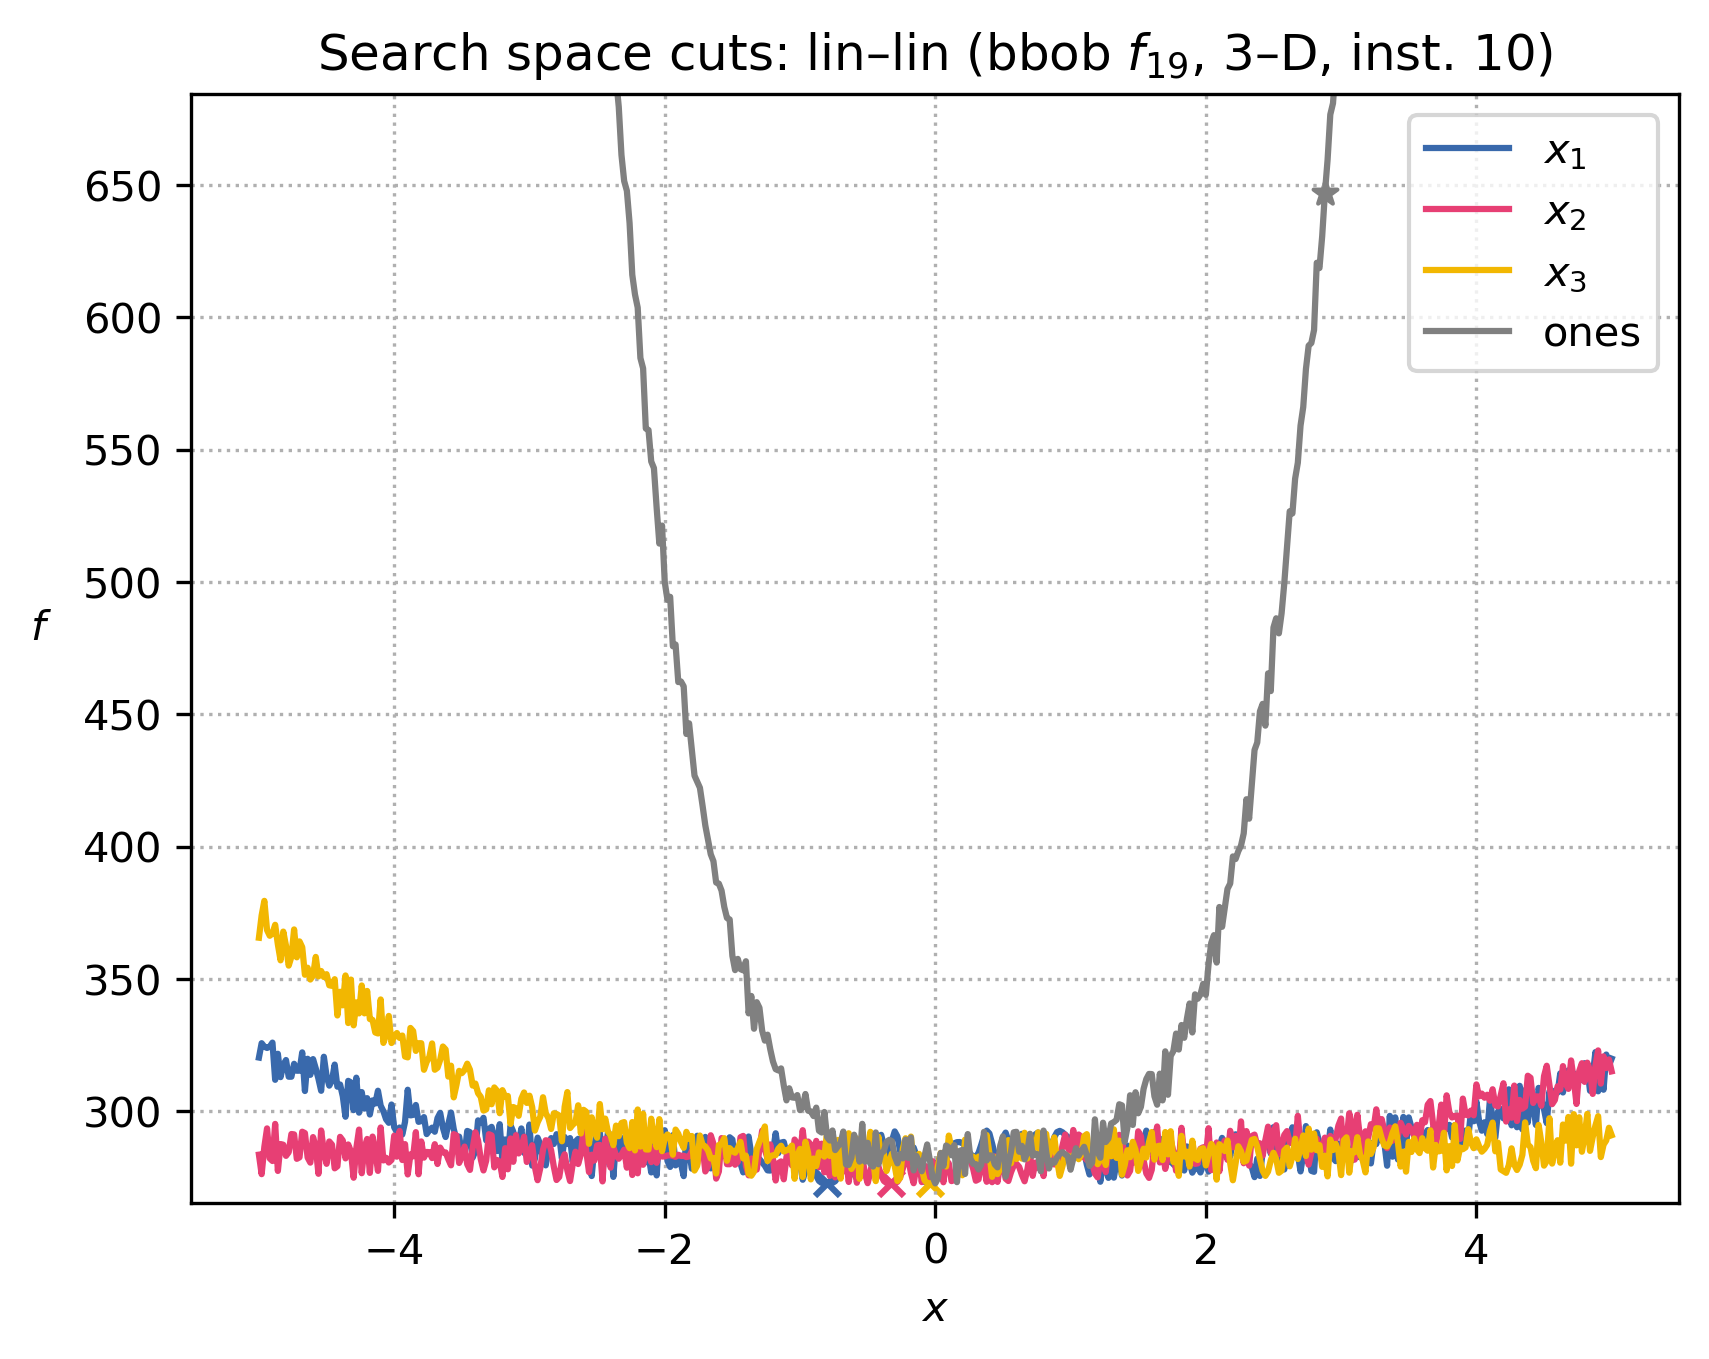 Search space cuts: lin–lin (bbob f₁₉, 3–D, inst. 10)
x₁
x₂
x₃
ones
650
600
550
500
450
400
350
300
f
−4 −2 0 2 4
x